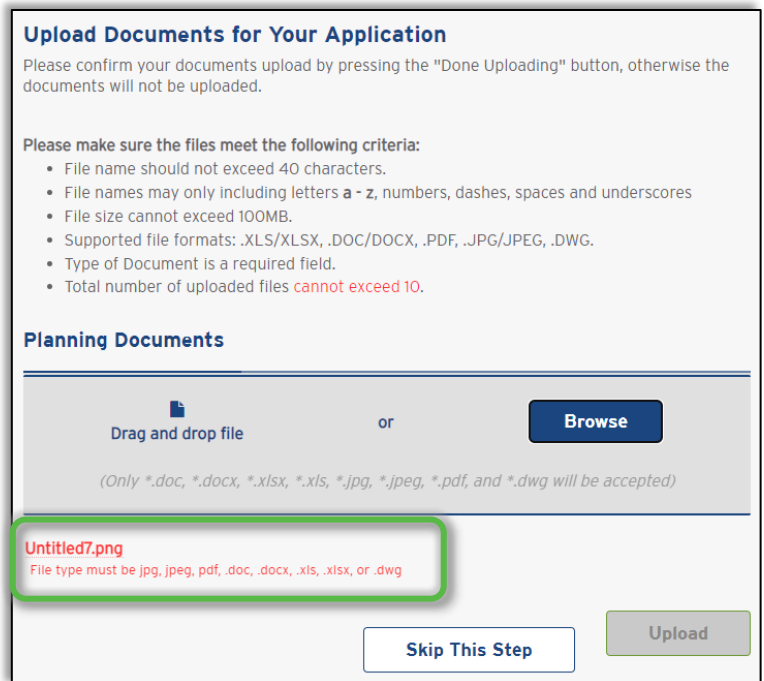 Upload Documents for Your Application
Please confirm your documents upload by pressing the "Done Uploading" button, otherwise the
documents will not be uploaded.
Please make sure the files meet the following criteria:
• File name should not exceed 40 characters.
• File names may only including letters a - z, numbers, dashes, spaces and underscores
• File size cannot exceed 100MB.
• Supported file formats: .XLS/XLSX, .DOC/DOCX, .PDF, .JPG/JPEG, .DWG.
• Type of Document is a required field.
• Total number of uploaded files cannot exceed 10.
Planning Documents
Drag and drop file
or
Browse
(Only *.doc, *.docx, *.xlsx, *.xls, *.jpg, *.jpeg, *.pdf, and *.dwg will be accepted)
Untitled7.png
File type must be jpg, jpeg, pdf, .doc, .docx, .xls, .xlsx, or .dwg
Skip This Step
Upload